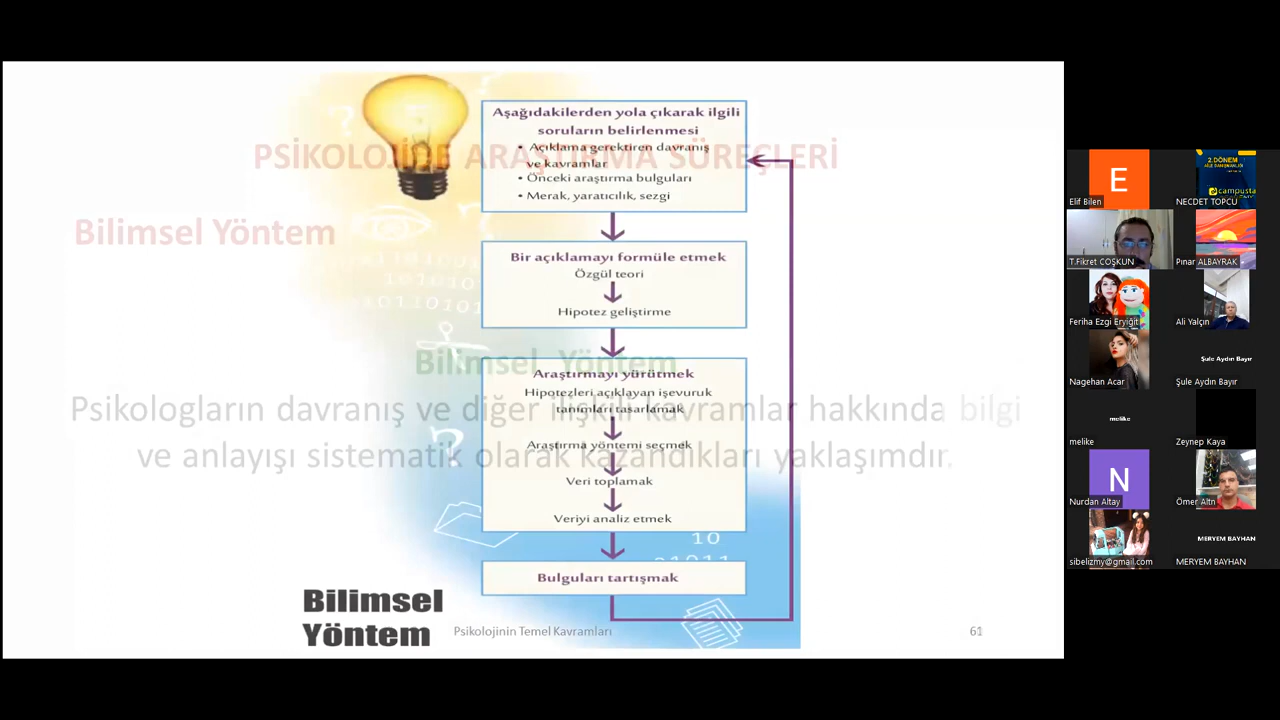 PSİKOLOJİDE ARAŞTIRMA SÜREÇLERİ
Bilimsel Yöntem
Bilimsel Yöntem
Psikologların davranış ve diğer ilişkili kavramlar hakkında bilgi
ve anlayışı sistematik olarak kazandıkları yaklaşımdır.
Aşağıdakilerden yola çıkarak ilgili
soruların belirlenmesi
• Açıklama gerektiren davranış
ve kavramlar
• Önceki araştırma bulguları
• Merak, yaratıcılık, sezgi
Bir açıklamayı formüle etmek
Özgül teori
Hipotez geliştirme
Araştırmayı yürütmek
Hipotezleri açıklayan işevuruk
tanımları tasarlamak
Araştırma yöntemi seçmek
Veri toplamak
Veriyi analiz etmek
Bulguları tartışmak
Bilimsel
Yöntem
Psikolojinin Temel Kavramları
61
E
Elif Bilen
2.DÖNEM
AİLE DANIŞMANLIĞI
campusta
NECDET TOPCU
T.Fikret COŞKUN
Pınar ALBAYRAK
Feriha Ezgi Eryiğit
Ali Yalçın
Nagehan Acar
Şule Aydın Bayır
Şule Aydın Bayır
melike
melike
Zeynep Kaya
N
Nurdan Altay
Ömer Altn
sibelizmy@gmail.com
MERYEM BAYHAN
MERYEM BAYHAN